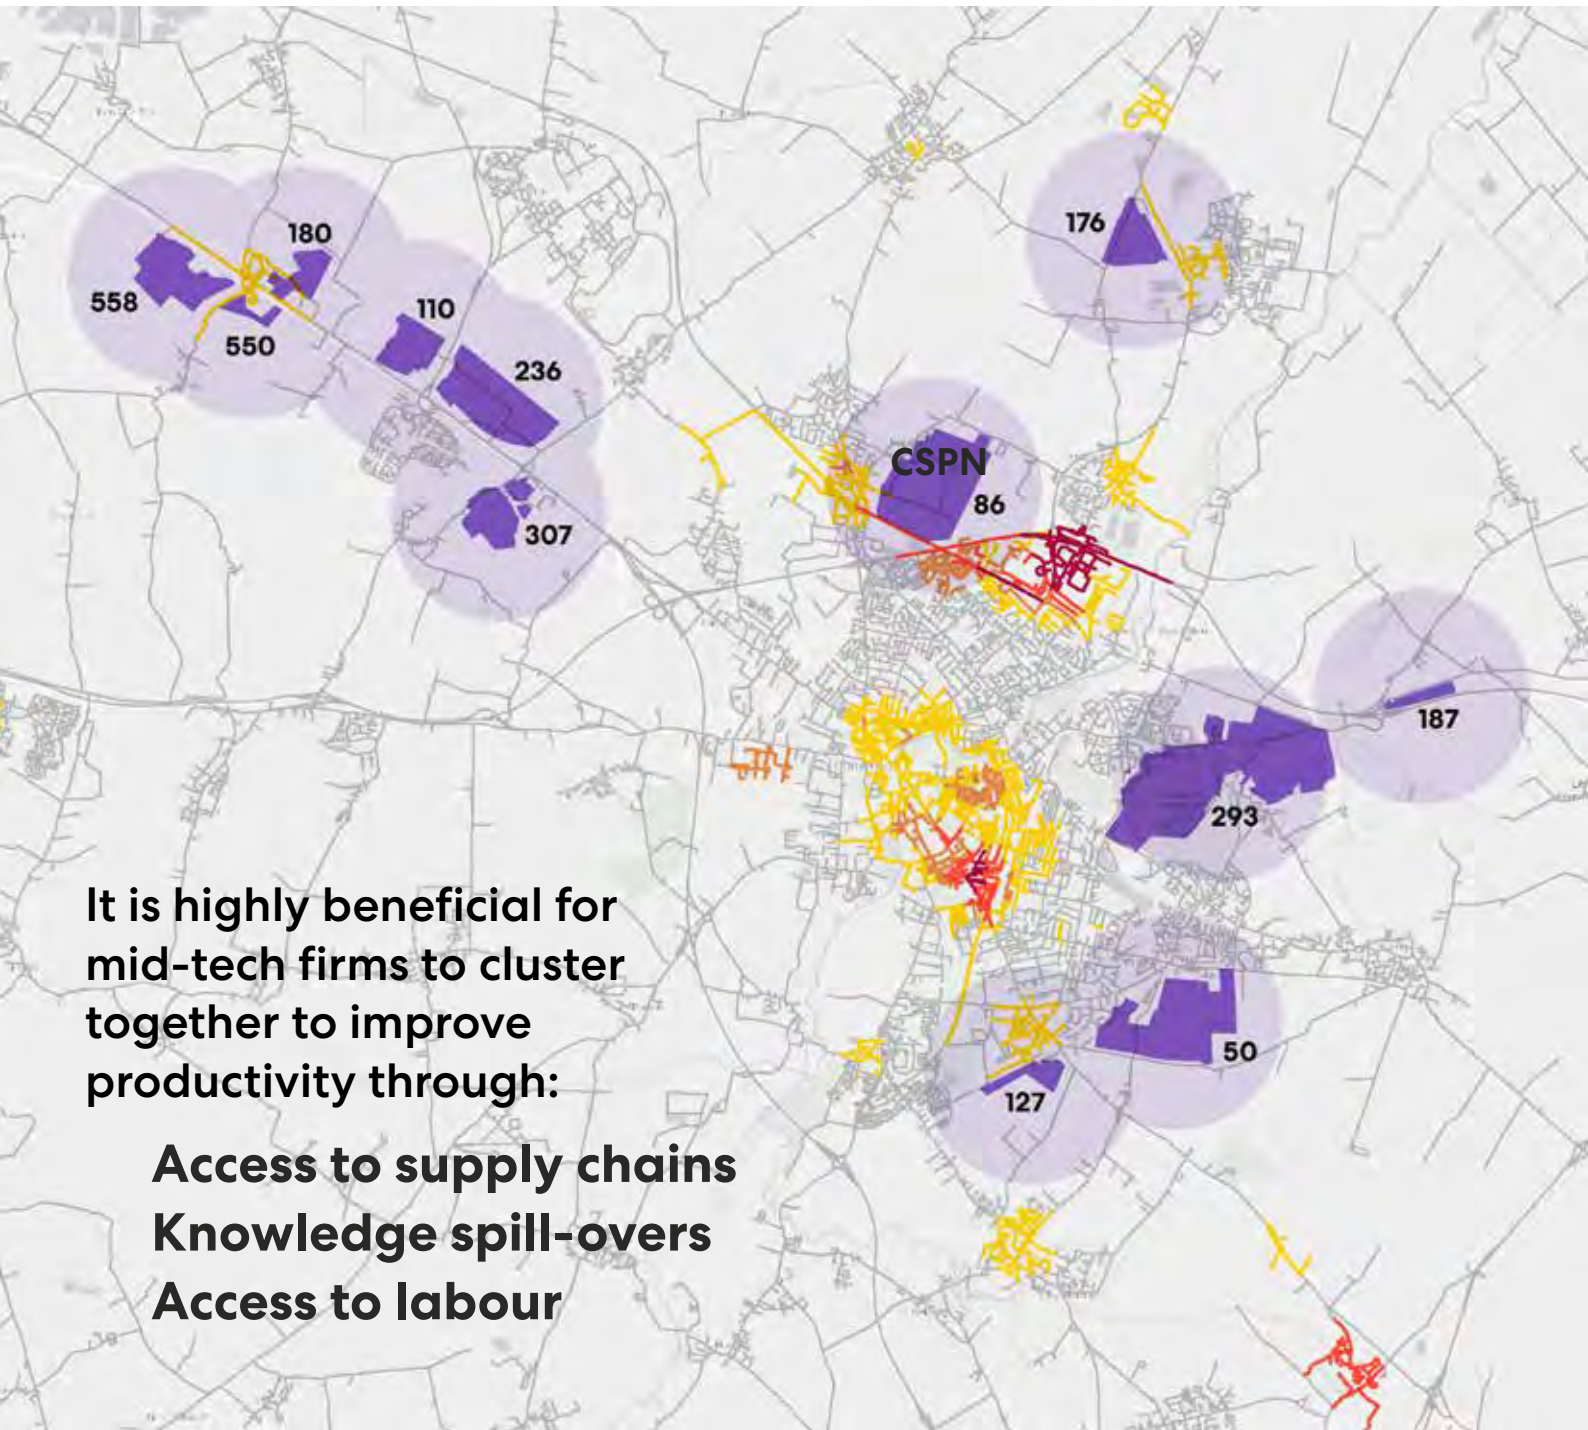 176
180
558
110
550
236
CSPN
86
307
187
293
It is highly beneficial for
mid-tech firms to cluster
together to improve
productivity through:
50
127
Access to supply chains
Knowledge spill-overs
Access to labour